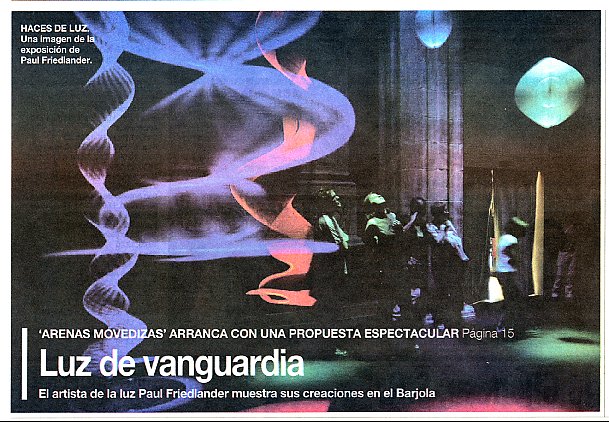 HACES DE LUZ.
Una imagen de la
exposición de
Paul Friedlander.
'ARENAS MOVEDIZAS' ARRANCA CON UNA PROPUESTA ESPECTACULAR Página 15
Luz de vanguardia
El artista de la luz Paul Friedlander muestra sus creaciones en el Barjola